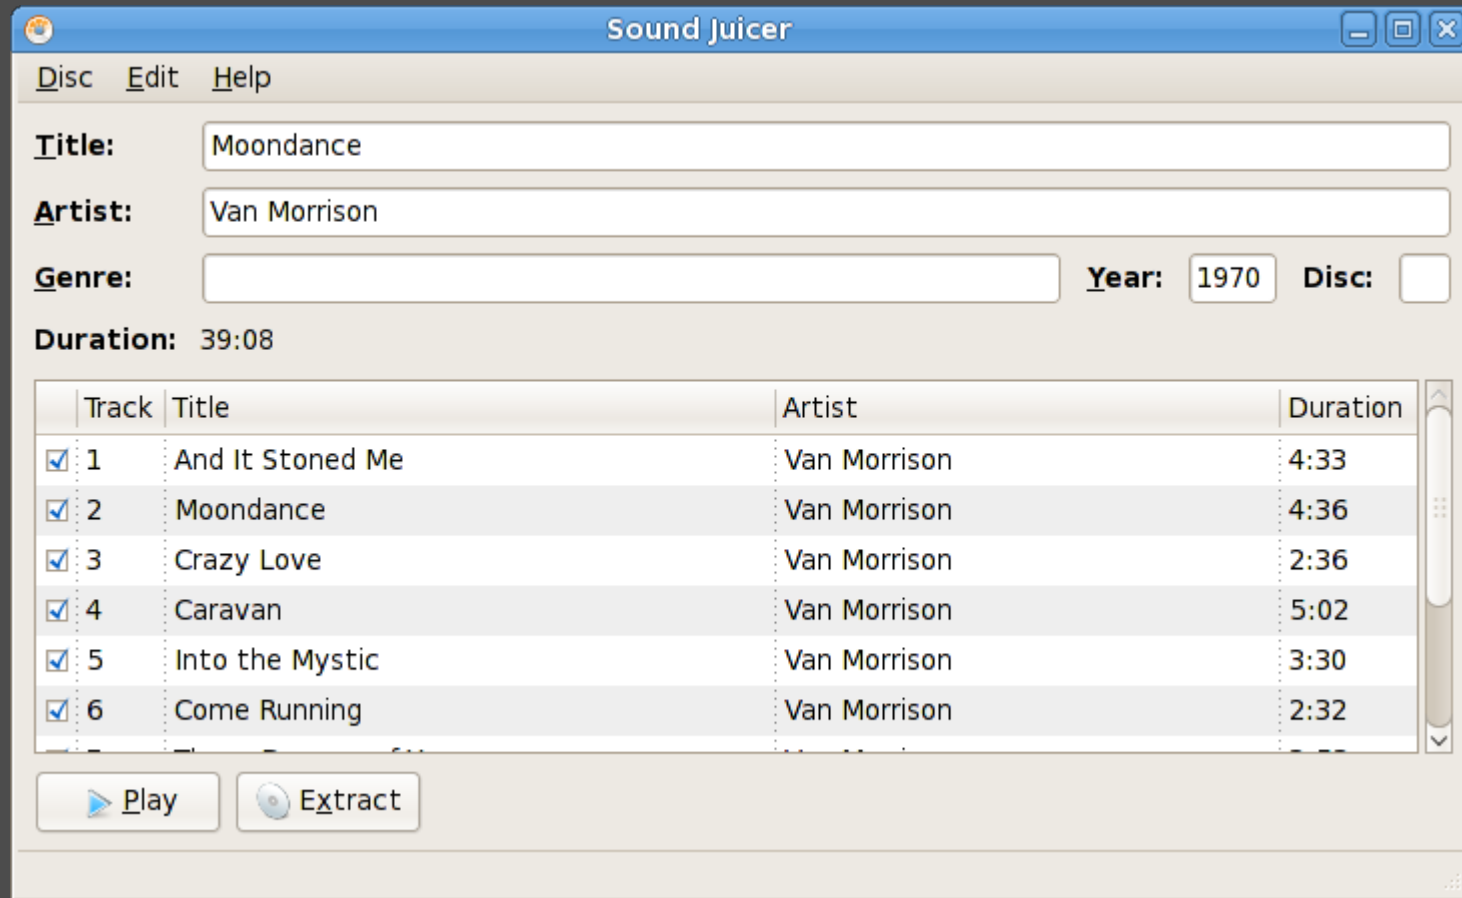 Sound Juicer
Disc Edit Help
Title: Moondance
Artist: Van Morrison
Genre: Year: 1970 Disc:
Duration: 39:08
Track Title Artist Duration
1 And It Stoned Me Van Morrison 4:33
2 Moondance Van Morrison 4:36
3 Crazy Love Van Morrison 2:36
4 Caravan Van Morrison 5:02
5 Into the Mystic Van Morrison 3:30
6 Come Running Van Morrison 2:32
Play Extract